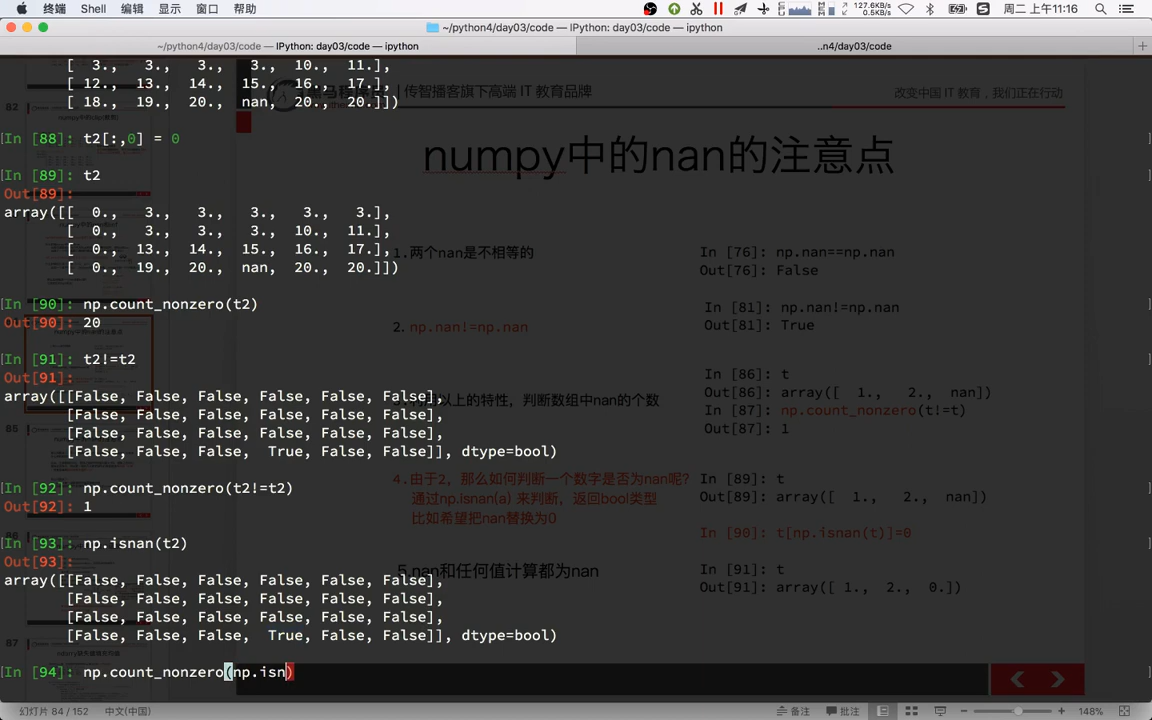 终端 Shell 编辑 显示 窗口 帮助
127.6KB/s
0.5KB/s
周二 上午11:16
~/python4/day03/code — ipython
~/python4/day03/code — IPython: day03/code — ipython
..n4/day03/code
[ 3., 3., 3., 3., 10., 11.],
[ 12., 13., 14., 15., 16., 17.],
[ 18., 19., 20., nan, 20., 20.]])
In [88]: t2[:,0] = 0
In [89]: t2
Out[89]:
array([[ 0., 3., 3., 3., 3., 3.],
[ 0., 3., 3., 3., 10., 11.],
[ 0., 13., 14., 15., 16., 17.],
[ 0., 19., 20., nan, 20., 20.]])
In [90]: np.count_nonzero(t2)
Out[90]: 20
In [91]: t2!=t2
Out[91]:
array([[False, False, False, False, False, False],
[False, False, False, False, False, False],
[False, False, False, False, False, False],
[False, False, False, True, False, False]], dtype=bool)
In [92]: np.count_nonzero(t2!=t2)
Out[92]: 1
In [93]: np.isnan(t2)
Out[93]:
array([[False, False, False, False, False, False],
[False, False, False, False, False, False],
[False, False, False, False, False, False],
[False, False, False, True, False, False]], dtype=bool)
In [94]: np.count_nonzero(np.isn)
传智播客旗下高端 IT 教育品牌
改变中国 IT 教育，我们正在行动
numpy中的nan的注意点
1.两个nan是不相等的
In [76]: np.nan==np.nan
Out[76]: False
2. np.nan!=np.nan
In [81]: np.nan!=np.nan
Out[81]: True
以上的特性，判断数组中nan的个数
In [86]: t
Out[86]: array([ 1., 2., nan])
In [87]: np.count_nonzero(t!=t)
Out[87]: 1
4.由于2，那么如何判断一个数字是否为nan呢?
通过np.isnan(a) 来判断，返回bool类型
比如希望把nan替换为0
In [89]: t
Out[89]: array([ 1., 2., nan])
In [90]: t[np.isnan(t)]=0
5.nan和任何值计算都为nan
In [91]: t
Out[91]: array([ 1., 2., 0.])
82
85
87
幻灯片 84 / 152 中文(中国)
备注 批注
148%